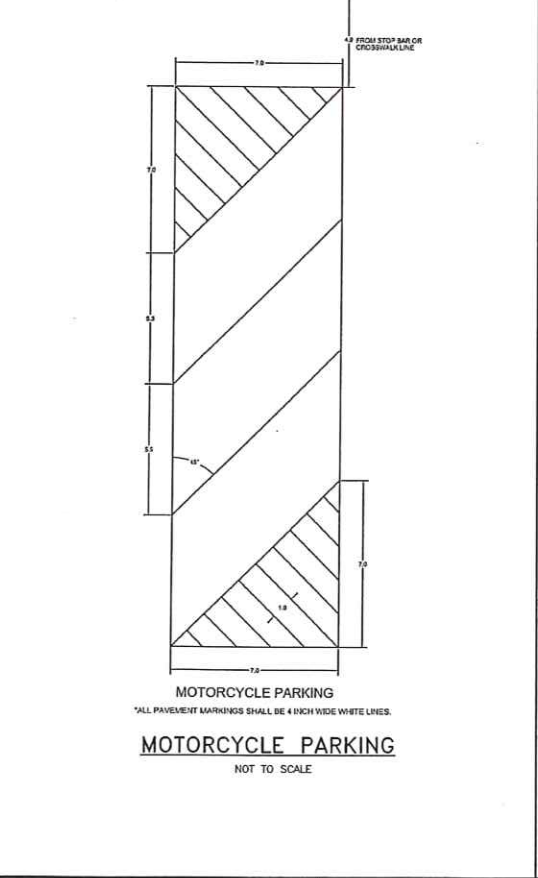 4.0 FROM STOP BAR OR
CROSSWALK LINE
7.0
7.0
5.5
5.5
45°
7.0
1.0
7.0
MOTORCYCLE PARKING
*ALL PAVEMENT MARKINGS SHALL BE 4 INCH WIDE WHITE LINES.
MOTORCYCLE PARKING
NOT TO SCALE